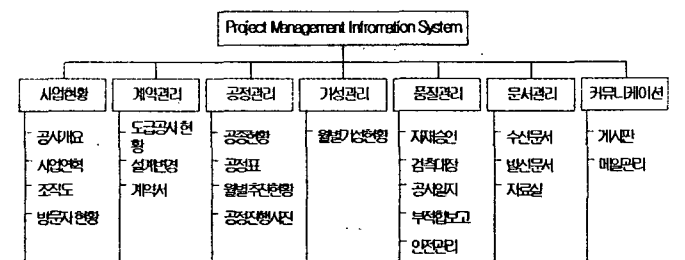 Project Management Infromation System
사업현황
계약관리
공정관리
기성관리
품질관리
문서관리
커뮤니케이션
공사개요
사업연혁
조직도
방문자 현황
도급공사 현
황
설계변경
계약서
공종현황
공정표
월별추진현황
공정진행사진
월별기성현황
자재승인
검측대장
공사일지
부적합보고
안전관리
수신문서
발신문서
자료실
게시판
메일관리